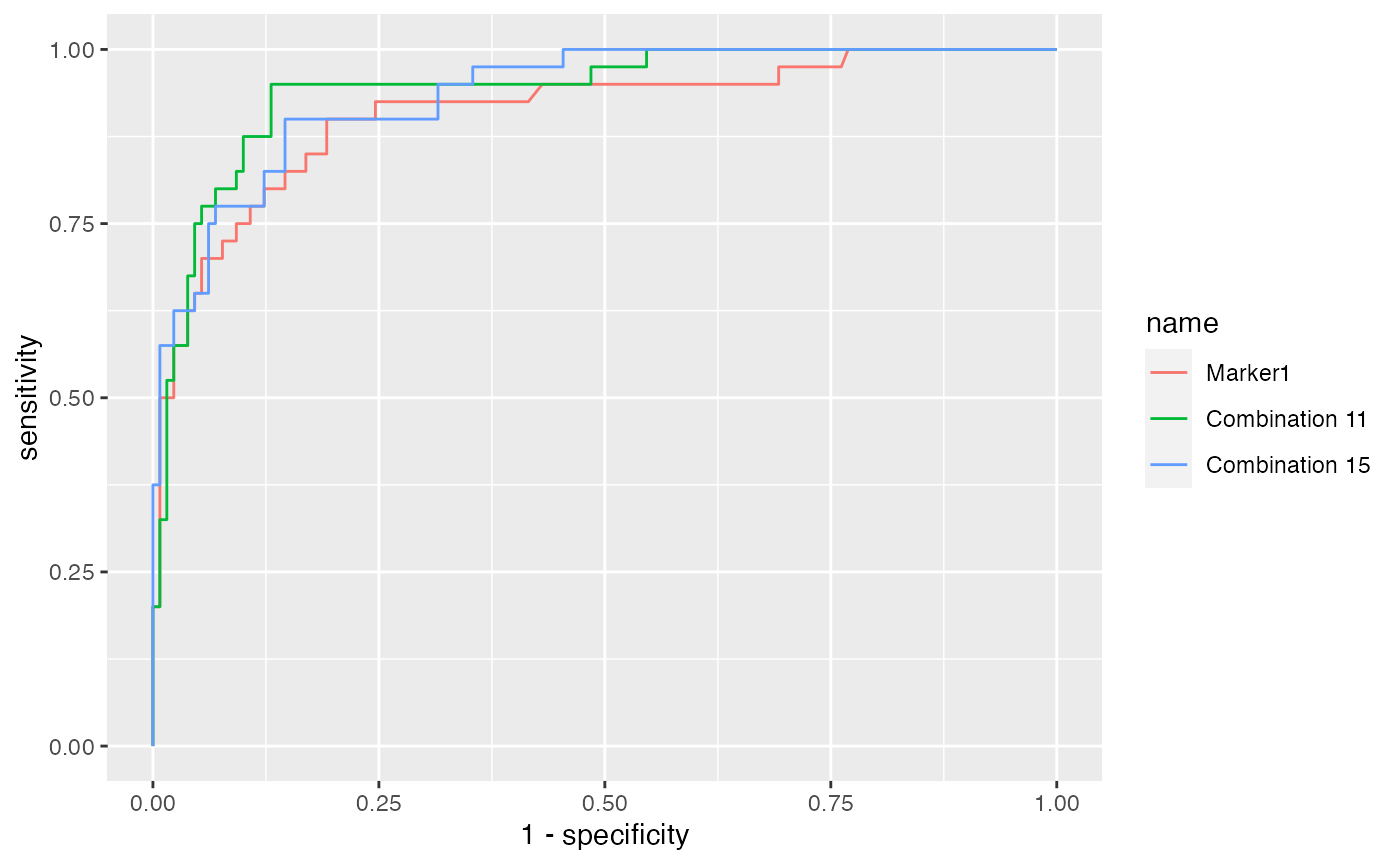 1.00
0.75
0.50
0.25
0.00
sensitivity
0.00 0.25 0.50 0.75 1.00
1 - specificity
name
Marker1
Combination 11
Combination 15